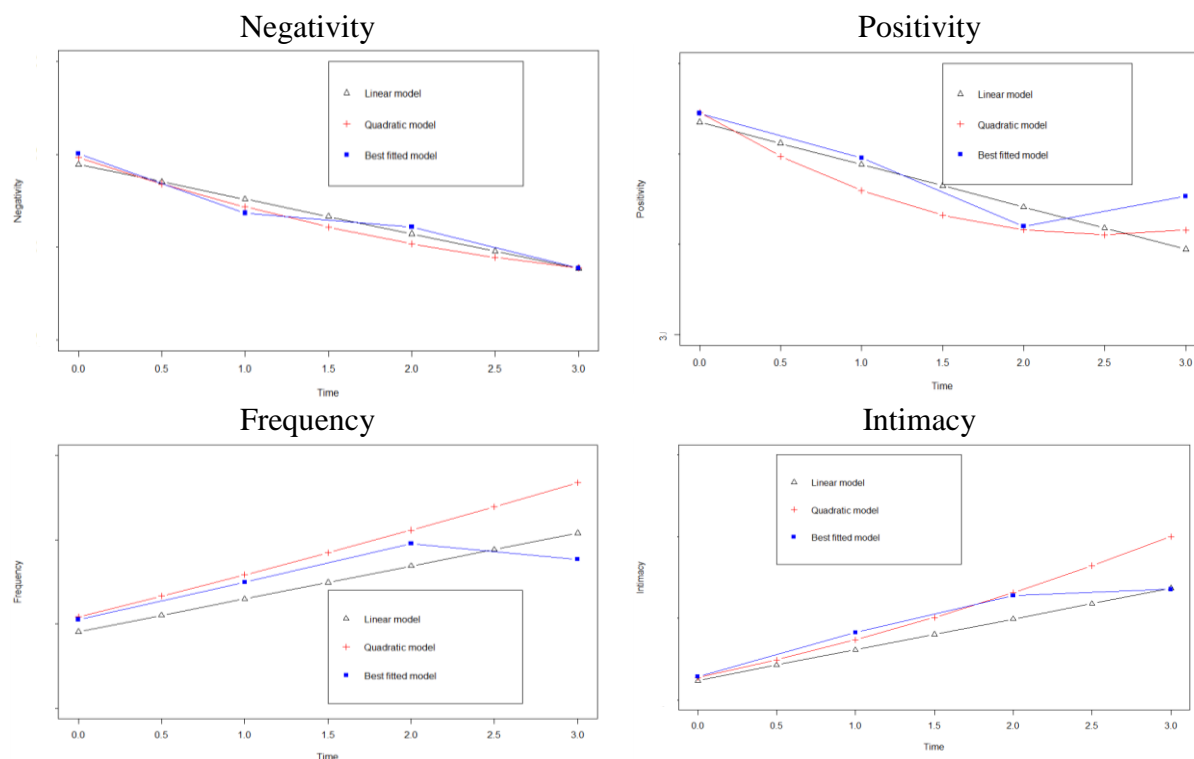 Negativity
Positivity
Linear model
Quadratic model
Best fitted model
Negativity
0.0 0.5 1.0 1.5 2.0 2.5 3.0
Time
Linear model
Quadratic model
Best fitted model
Positivity
0.0 0.5 1.0 1.5 2.0 2.5 3.0
Time
Frequency
Intimacy
Linear model
Quadratic model
Best fitted model
Frequency
0.0 0.5 1.0 1.5 2.0 2.5 3.0
Time
Linear model
Quadratic model
Best fitted model
Intimacy
0.0 0.5 1.0 1.5 2.0 2.5 3.0
Time